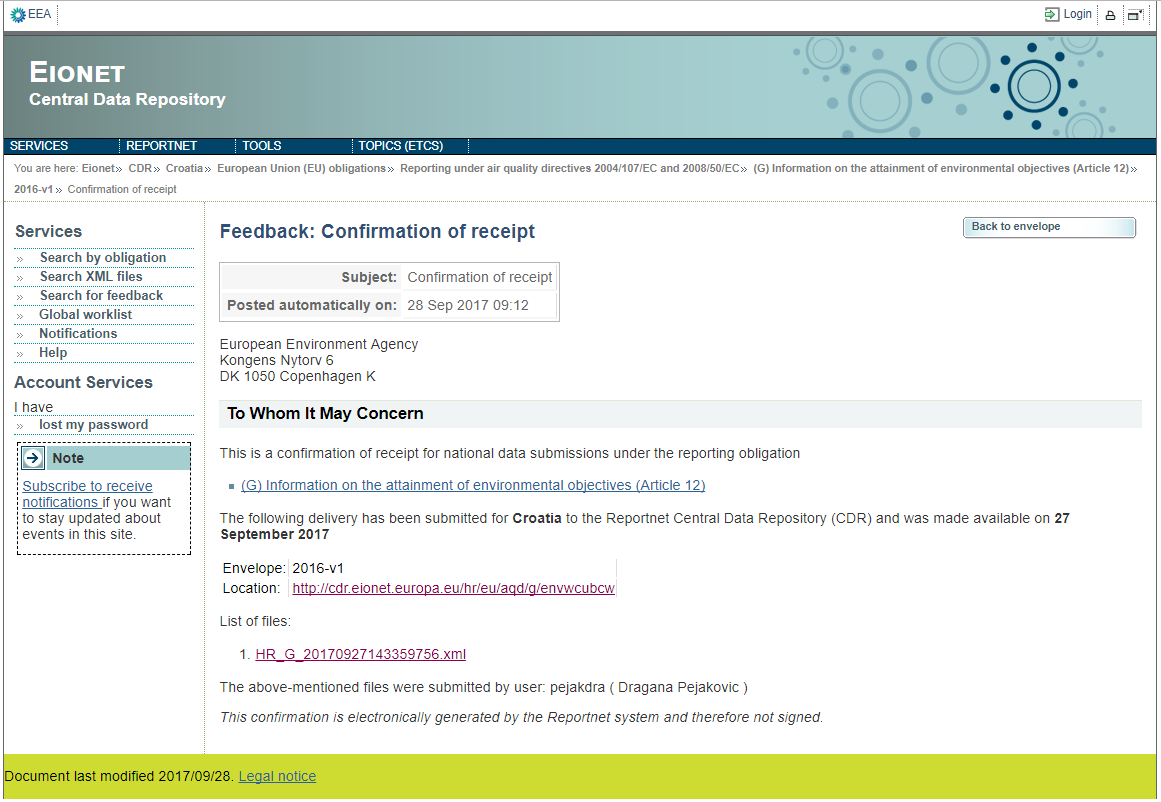 EEA
Login
EIONET
Central Data Repository
SERVICES REPORTNET TOOLS TOPICS (ETCS)
You are here: Eionet» CDR» Croatia» European Union (EU) obligations» Reporting under air quality directives 2004/107/EC and 2008/50/EC» (G) Information on the attainment of environmental objectives (Article 12)»
2016-v1» Confirmation of receipt
Services
» Search by obligation
» Search XML files
» Search for feedback
» Global worklist
» Notifications
» Help
Account Services
I have
» lost my password
Note
Subscribe to receive
notifications if you want
to stay updated about
events in this site.
Feedback: Confirmation of receipt
Back to envelope
Subject: Confirmation of receipt
Posted automatically on: 28 Sep 2017 09:12
European Environment Agency
Kongens Nytorv 6
DK 1050 Copenhagen K
To Whom It May Concern
This is a confirmation of receipt for national data submissions under the reporting obligation
(G) Information on the attainment of environmental objectives (Article 12)
The following delivery has been submitted for Croatia to the Reportnet Central Data Repository (CDR) and was made available on 27
September 2017
Envelope: 2016-v1
Location: http://cdr.eionet.europa.eu/hr/eu/aqd/g/envwcubcw
List of files:
1. HR_G_20170927143359756.xml
The above-mentioned files were submitted by user: pejakdra ( Dragana Pejakovic )
This confirmation is electronically generated by the Reportnet system and therefore not signed.
Document last modified 2017/09/28. Legal notice